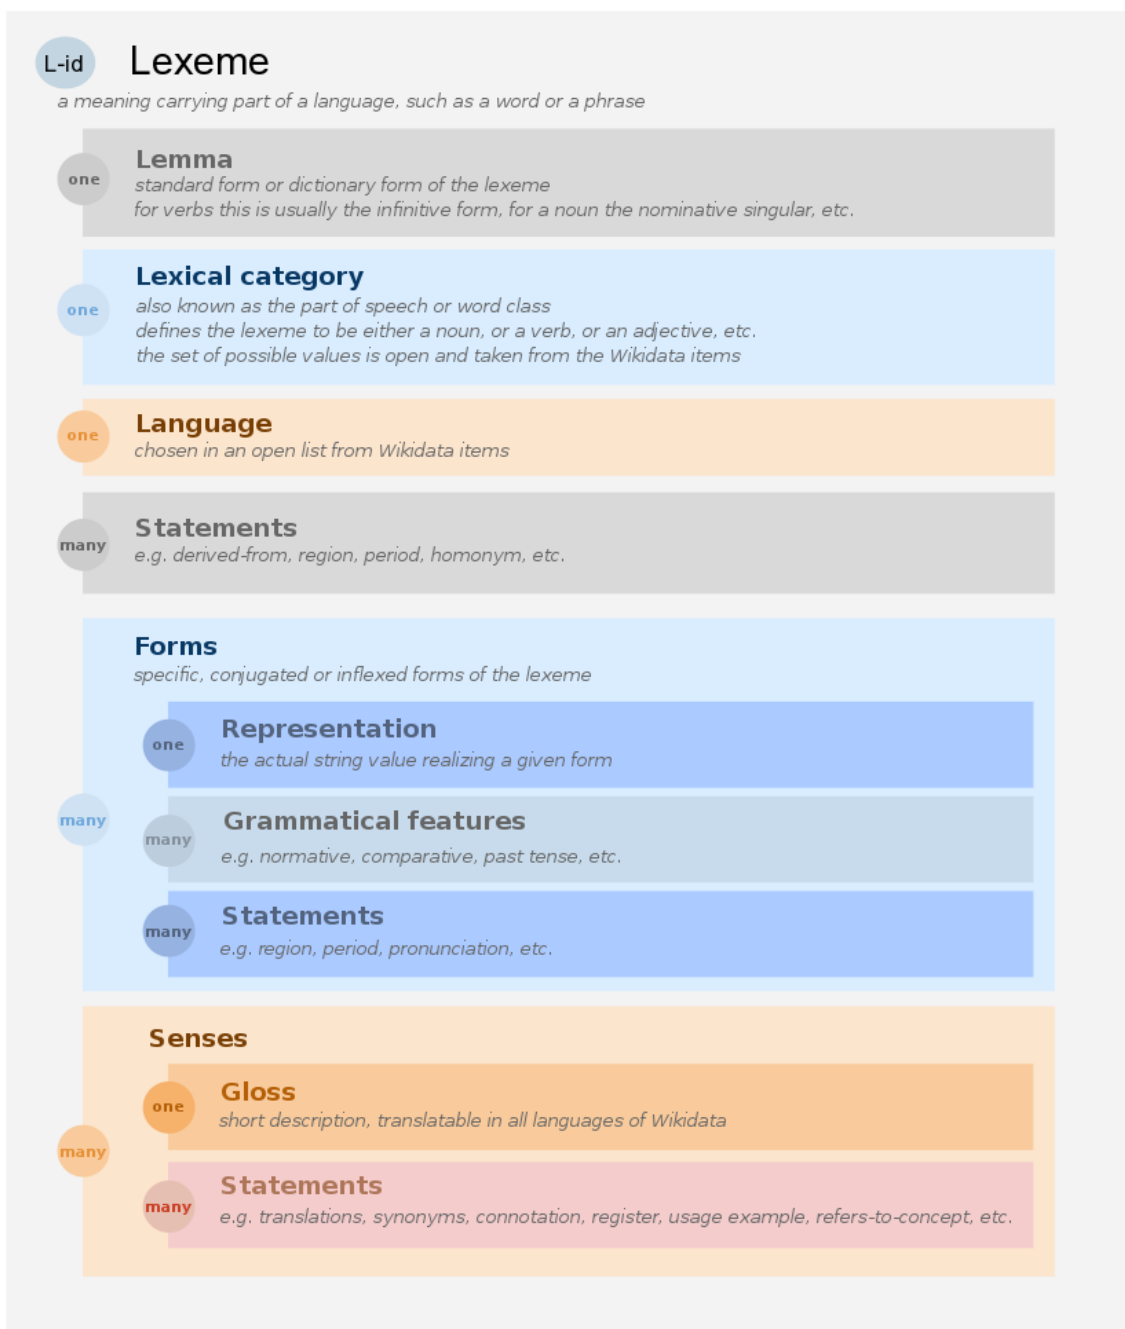 L-id Lexeme
a meaning carrying part of a language, such as a word or a phrase
one
Lemma
standard form or dictionary form of the lexeme
for verbs this is usually the infinitive form, for a noun the nominative singular, etc.
one
Lexical category
also known as the part of speech or word class
defines the lexeme to be either a noun, or a verb, or an adjective, etc.
the set of possible values is open and taken from the Wikidata items
one
Language
chosen in an open list from Wikidata items
many
Statements
e.g. derived-from, region, period, homonym, etc.
many
Forms
specific, conjugated or inflexed forms of the lexeme
one
Representation
the actual string value realizing a given form
many
Grammatical features
e.g. normative, comparative, past tense, etc.
many
Statements
e.g. region, period, pronunciation, etc.
many
Senses
one
Gloss
short description, translatable in all languages of Wikidata
many
Statements
e.g. translations, synonyms, connotation, register, usage example, refers-to-concept, etc.